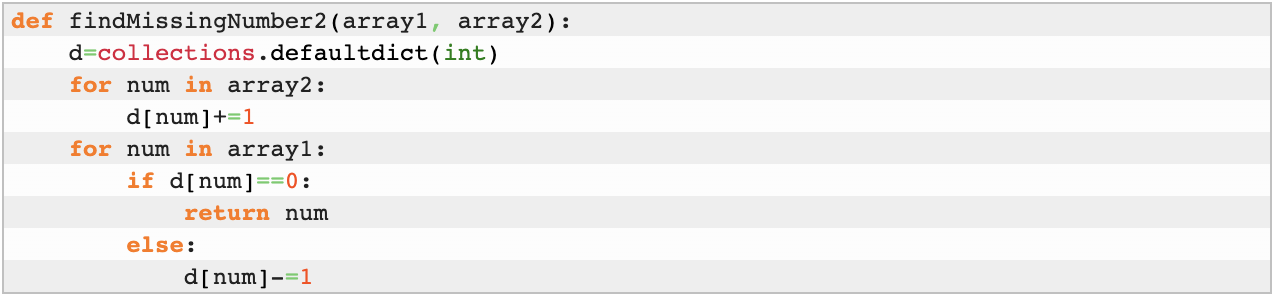 def findMissingNumber2(array1, array2):
    d=collections.defaultdict(int)
    for num in array2:
        d[num]+=1
    for num in array1:
        if d[num]==0:
            return num
        else:
            d[num]-=1